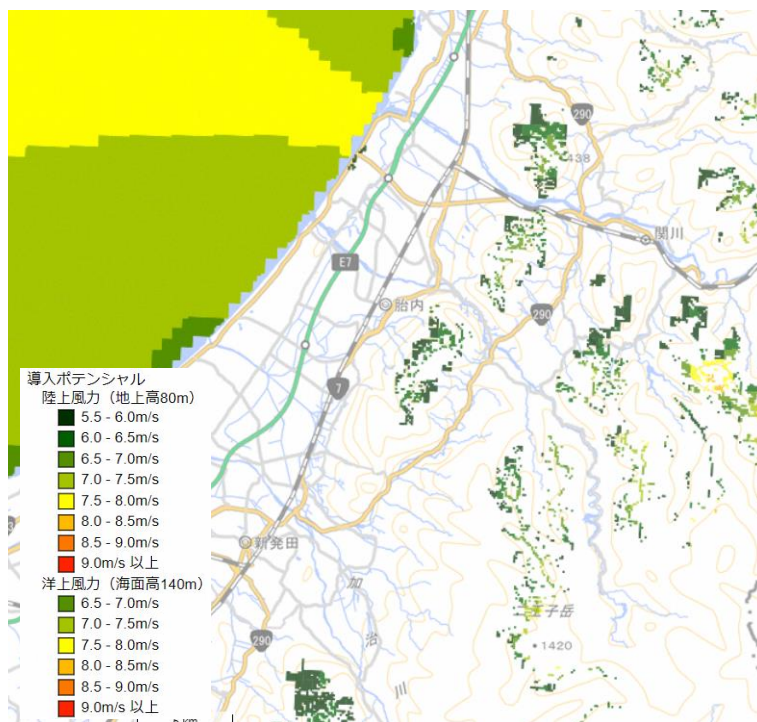 290
438
関川
E7
290
胎内
7
導入ポテンシャル
陸上風力（地上高80m）
5.5 - 6.0m/s
6.0 - 6.5m/s
6.5 - 7.0m/s
7.0 - 7.5m/s
7.5 - 8.0m/s
8.0 - 8.5m/s
8.5 - 9.0m/s
9.0m/s 以上
洋上風力（海面高140m）
6.5 - 7.0m/s
7.0 - 7.5m/s
7.5 - 8.0m/s
8.0 - 8.5m/s
8.5 - 9.0m/s
9.0m/s 以上
新発田
加
治
川
290
子岳
1420